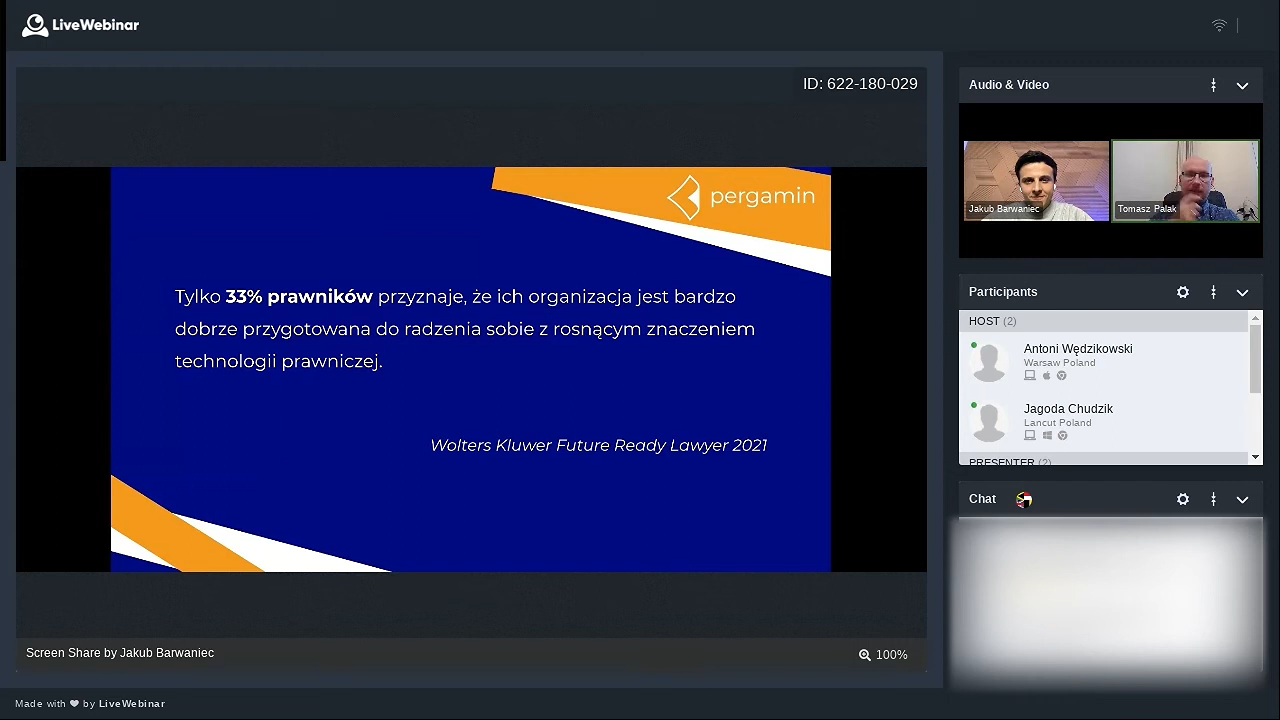 LiveWebinar
ID: 622-180-029
pergamin
Tylko 33% prawników przyznaje, że ich organizacja jest bardzo
dobrze przygotowana do radzenia sobie z rosnącym znaczeniem
technologii prawniczej.
Wolters Kluwer Future Ready Lawyer 2021
Screen Share by Jakub Barwaniec
100%
Audio & Video
Jakub Barwaniec
Tomasz Palak
Participants
HOST (2)
Antoni Wędzikowski
Warsaw Poland
Jagoda Chudzik
Lancut Poland
PRESENTER (2)
Chat
Made with ❤ by LiveWebinar